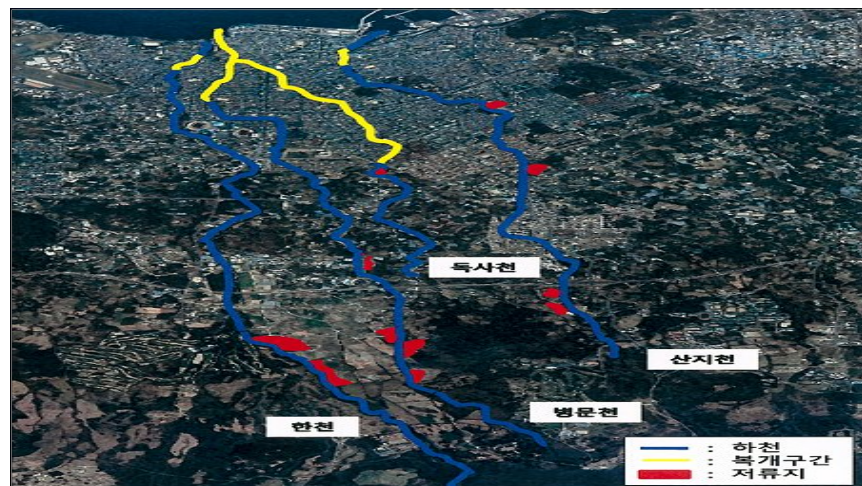 독사천
산지천
병문천
한천
: 하천
: 복개구간
: 저류지